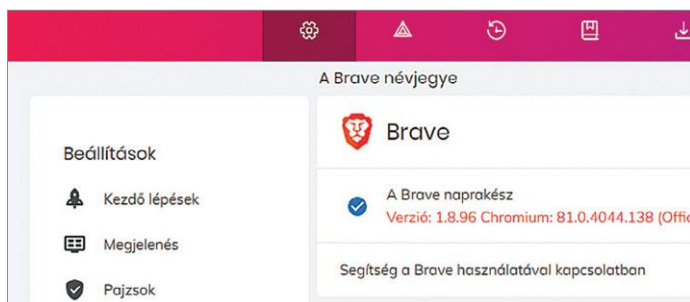 A Brave névjegye
Beállítások
Kezdő lépések
Megjelenés
Pajzsok
Brave
A Brave naprakész
Verzió: 1.8.96 Chromium: 81.0.4044.138
Segítség a Brave használatával kapcsolatban